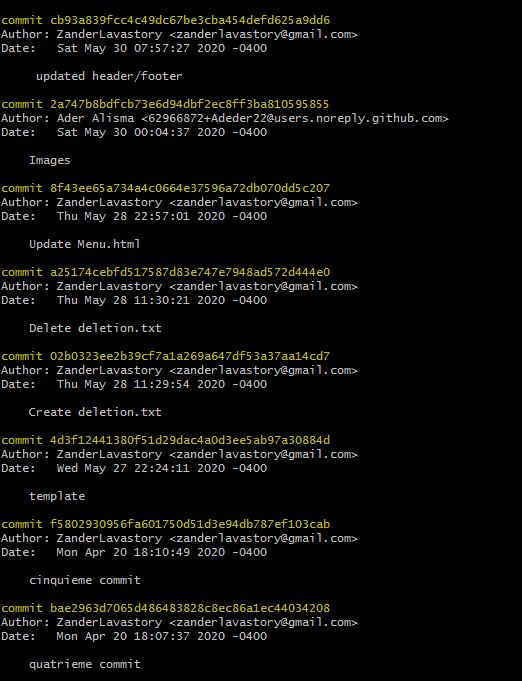 commit cb93a839fcc4c49dc67be3cba454defd625a9dd6
Author: ZanderLavastory <zanderlavastory@gmail.com>
Date:   Sat May 30 07:57:27 2020 -0400
updated header/footer
commit 2a747b8bdfcb73e6d94dbf2ec8ff3ba810595855
Author: Ader Alisma <62966872+Adeder22@users.noreply.github.com>
Date:   Sat May 30 00:04:37 2020 -0400
Images
commit 8f43ee65a734a4c0664e37596a72db070dd5c207
Author: ZanderLavastory <zanderlavastory@gmail.com>
Date:   Thu May 28 22:57:01 2020 -0400
Update Menu.html
commit a25174cebfd517587d83e747e7948ad572d444e0
Author: ZanderLavastory <zanderlavastory@gmail.com>
Date:   Thu May 28 11:30:21 2020 -0400
Delete deletion.txt
commit 02b0323ee2b39cf7a1a269a647df53a37aa14cd7
Author: ZanderLavastory <zanderlavastory@gmail.com>
Date:   Thu May 28 11:29:54 2020 -0400
Create deletion.txt
commit 4d3f12441380f51d29dac4a0d3ee5ab97a30884d
Author: ZanderLavastory <zanderlavastory@gmail.com>
Date:   Wed May 27 22:24:11 2020 -0400
template
commit f5802930956fa601750d51d3e94db787ef103cab
Author: ZanderLavastory <zanderlavastory@gmail.com>
Date:   Mon Apr 20 18:10:49 2020 -0400
cinquieme commit
commit bae2963d7065d486483828c8ec86a1ec44034208
Author: ZanderLavastory <zanderlavastory@gmail.com>
Date:   Mon Apr 20 18:07:37 2020 -0400
quatrieme commit